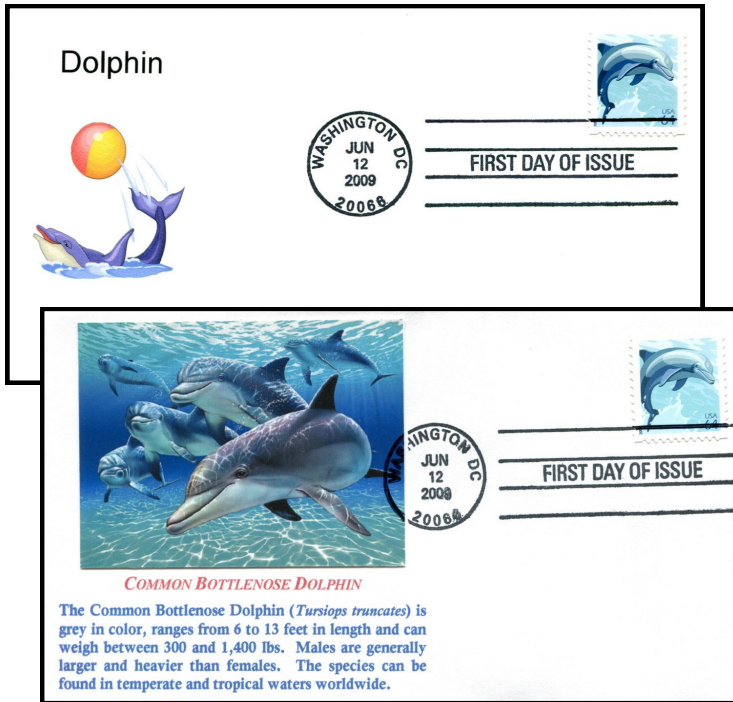 Dolphin
USA
64
WASHINGTON DC
JUN
12
2009
20066
FIRST DAY OF ISSUE
USA
64
WASHINGTON DC
JUN
12
2009
20066
FIRST DAY OF ISSUE
COMMON BOTTLENOSE DOLPHIN
The Common Bottlenose Dolphin (Tursiops truncates) is
grey in color, ranges from 6 to 13 feet in length and can
weigh between 300 and 1,400 lbs.  Males are generally
larger and heavier than females.  The species can be
found in temperate and tropical waters worldwide.